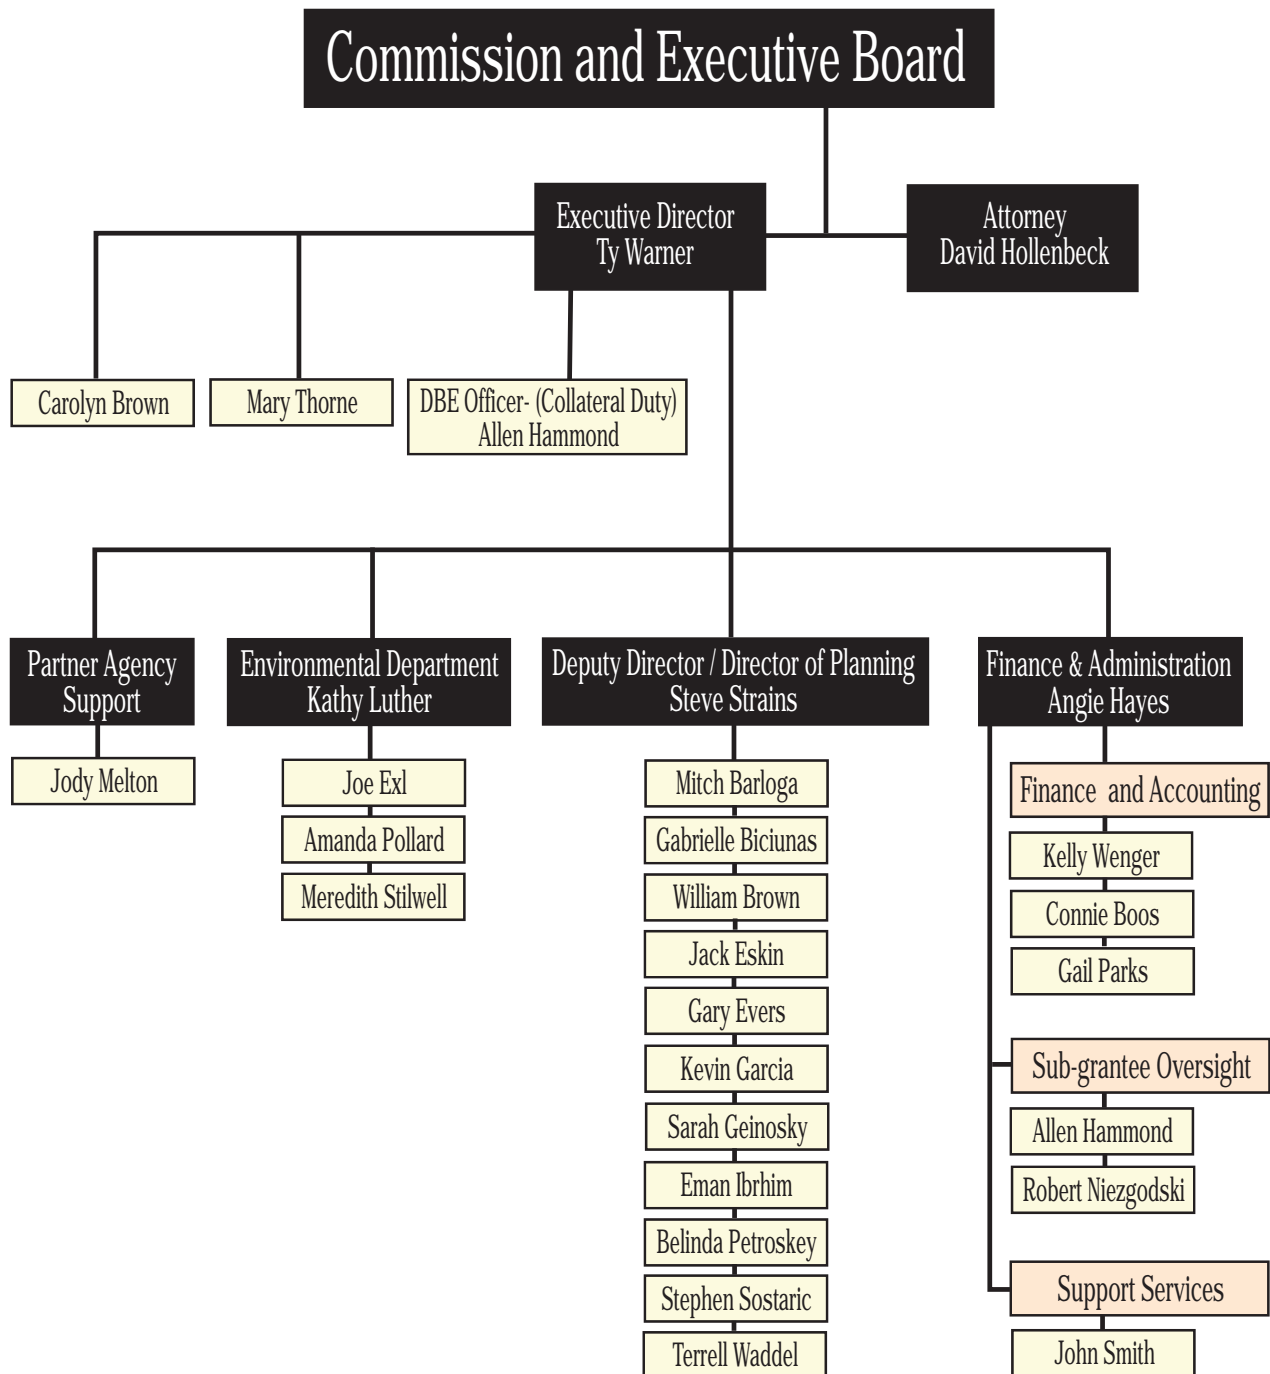 Commission and Executive Board
Executive Director
Ty Warner
Attorney
David Hollenbeck
Carolyn Brown
Mary Thorne
DBE Officer- (Collateral Duty)
Allen Hammond
Partner Agency
Support
Jody Melton
Environmental Department
Kathy Luther
Joe Exl
Amanda Pollard
Meredith Stilwell
Deputy Director / Director of Planning
Steve Strains
Mitch Barloga
Gabrielle Biciunas
William Brown
Jack Eskin
Gary Evers
Kevin Garcia
Sarah Geinosky
Eman Ibrhim
Belinda Petroskey
Stephen Sostaric
Terrell Waddel
Finance & Administration
Angie Hayes
Finance and Accounting
Kelly Wenger
Connie Boos
Gail Parks
Sub-grantee Oversight
Allen Hammond
Robert Niezgodski
Support Services
John Smith